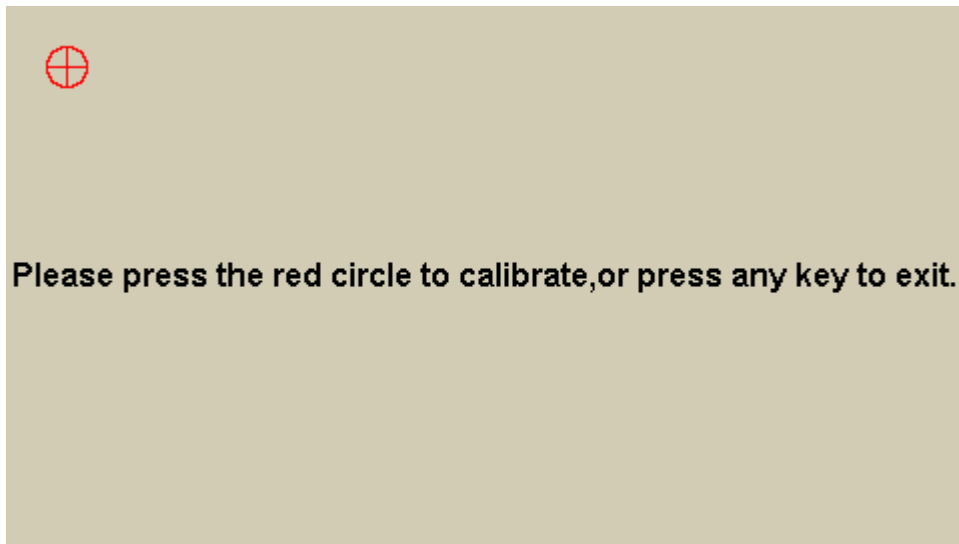 Please press the red circle to calibrate,or press any key to exit.